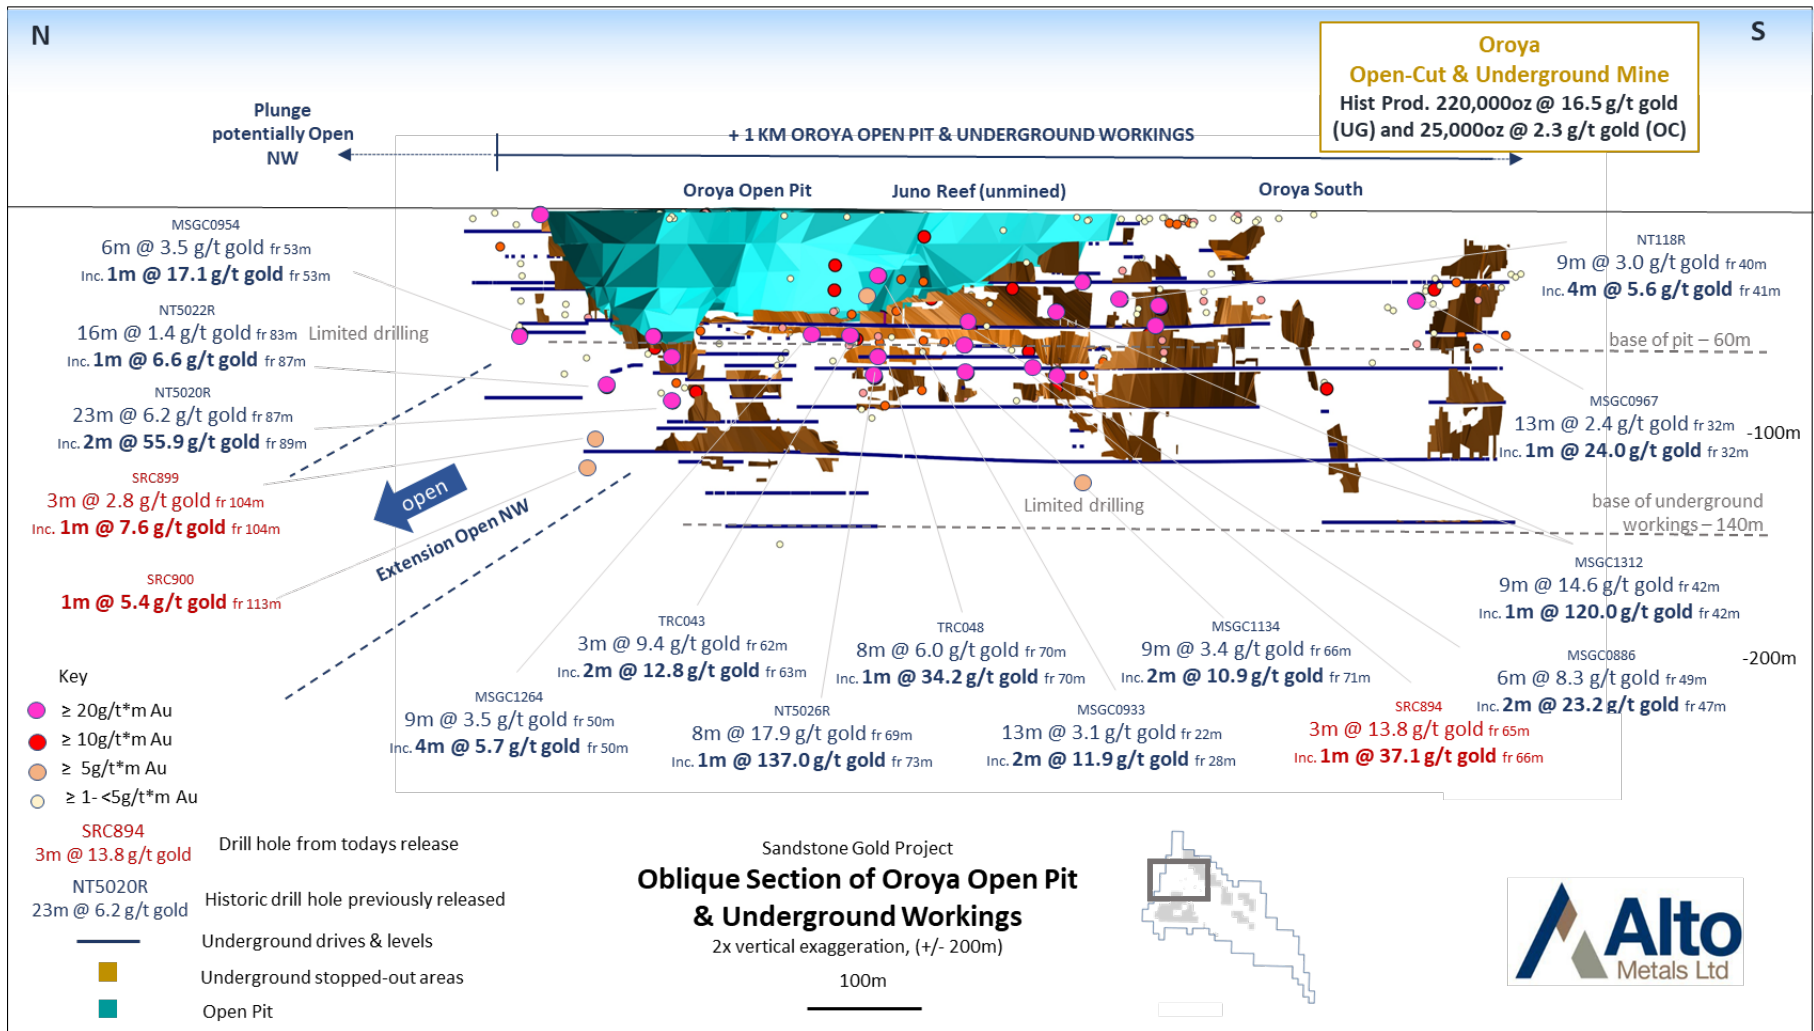 N
S
Oroya
Open-Cut & Underground Mine
Hist Prod. 220,000oz @ 16.5 g/t gold
(UG) and 25,000oz @ 2.3 g/t gold (OC)
Plunge
potentially Open
NW
+ 1 KM OROYA OPEN PIT & UNDERGROUND WORKINGS
Oroya Open Pit
Juno Reef (unmined)
Oroya South
MSGC0954
6m @ 3.5 g/t gold fr 53m
Inc. 1m @ 17.1 g/t gold fr 53m
NT5022R
16m @ 1.4 g/t gold fr 83m
Inc. 1m @ 6.6 g/t gold fr 87m
Limited drilling
NT5020R
23m @ 6.2 g/t gold fr 87m
Inc. 2m @ 55.9 g/t gold fr 89m
SRC899
3m @ 2.8 g/t gold fr 104m
Inc. 1m @ 7.6 g/t gold fr 104m
SRC900
1m @ 5.4 g/t gold fr 113m
open
Extension Open NW
NT118R
9m @ 3.0 g/t gold fr 40m
Inc. 4m @ 5.6 g/t gold fr 41m
base of pit – 60m
MSGC0967
13m @ 2.4 g/t gold fr 32m
Inc. 1m @ 24.0 g/t gold fr 32m
-100m
Limited drilling
base of underground
workings – 140m
MSGC1312
9m @ 14.6 g/t gold fr 42m
Inc. 1m @ 120.0 g/t gold fr 42m
-200m
MSGC0886
6m @ 8.3 g/t gold fr 49m
Inc. 2m @ 23.2 g/t gold fr 47m
TRC043
3m @ 9.4 g/t gold fr 62m
Inc. 2m @ 12.8 g/t gold fr 63m
TRC048
8m @ 6.0 g/t gold fr 70m
Inc. 1m @ 34.2 g/t gold fr 70m
MSGC1134
9m @ 3.4 g/t gold fr 66m
Inc. 2m @ 10.9 g/t gold fr 71m
MSGC1264
9m @ 3.5 g/t gold fr 50m
Inc. 4m @ 5.7 g/t gold fr 50m
NT5026R
8m @ 17.9 g/t gold fr 69m
Inc. 1m @ 137.0 g/t gold fr 73m
MSGC0933
13m @ 3.1 g/t gold fr 22m
Inc. 2m @ 11.9 g/t gold fr 28m
SRC894
3m @ 13.8 g/t gold fr 65m
Inc. 1m @ 37.1 g/t gold fr 66m
Key
≥ 20g/t*m Au
≥ 10g/t*m Au
≥ 5g/t*m Au
≥ 1- <5g/t*m Au
SRC894
3m @ 13.8 g/t gold
Drill hole from todays release
NT5020R
23m @ 6.2 g/t gold
Historic drill hole previously released
Underground drives & levels
Underground stopped-out areas
Open Pit
Sandstone Gold Project
Oblique Section of Oroya Open Pit
& Underground Workings
2x vertical exaggeration, (+/- 200m)
100m
Alto
Metals Ltd